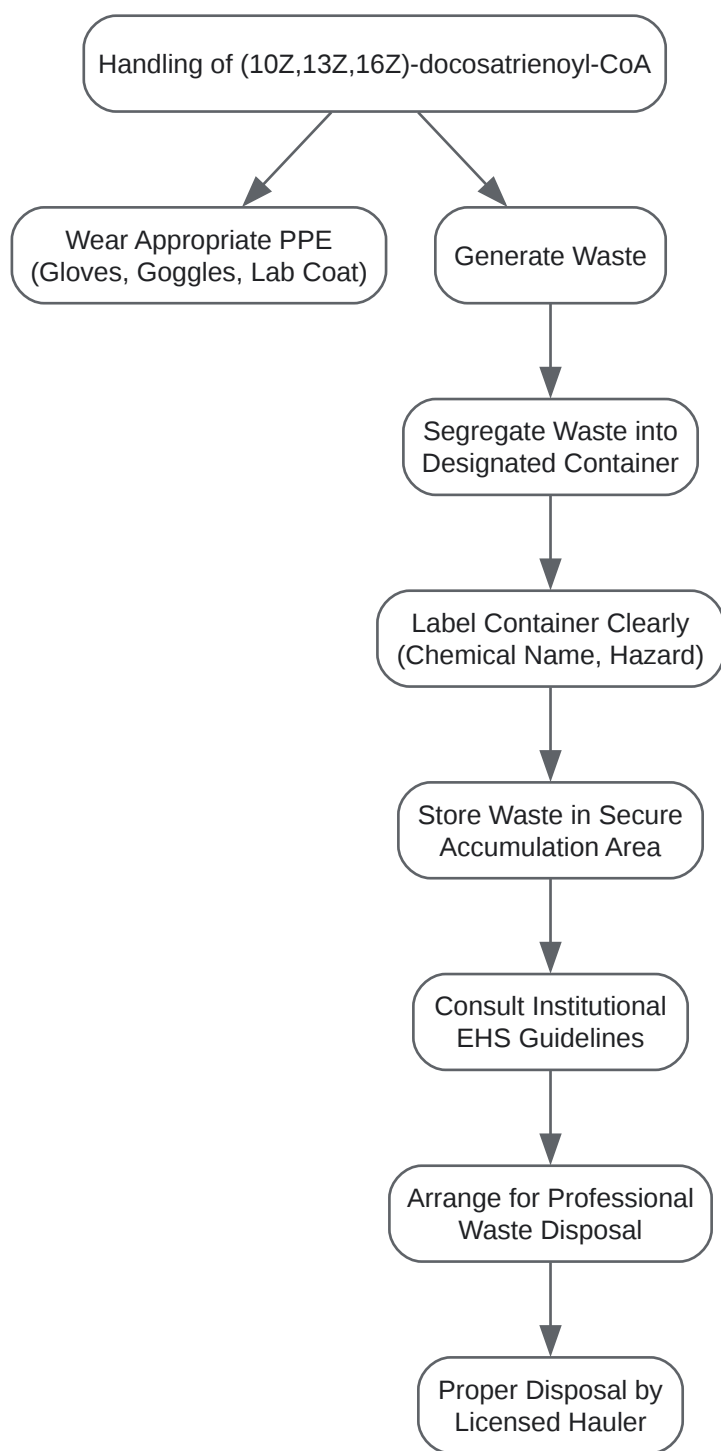 Handling of (10Z,13Z,16Z)-docosatrienoyl-CoA
Wear Appropriate PPE
(Gloves, Goggles, Lab Coat)
Generate Waste
Segregate Waste into
Designated Container
Label Container Clearly
(Chemical Name, Hazard)
Store Waste in Secure
Accumulation Area
Consult Institutional
EHS Guidelines
Arrange for Professional
Waste Disposal
Proper Disposal by
Licensed Hauler